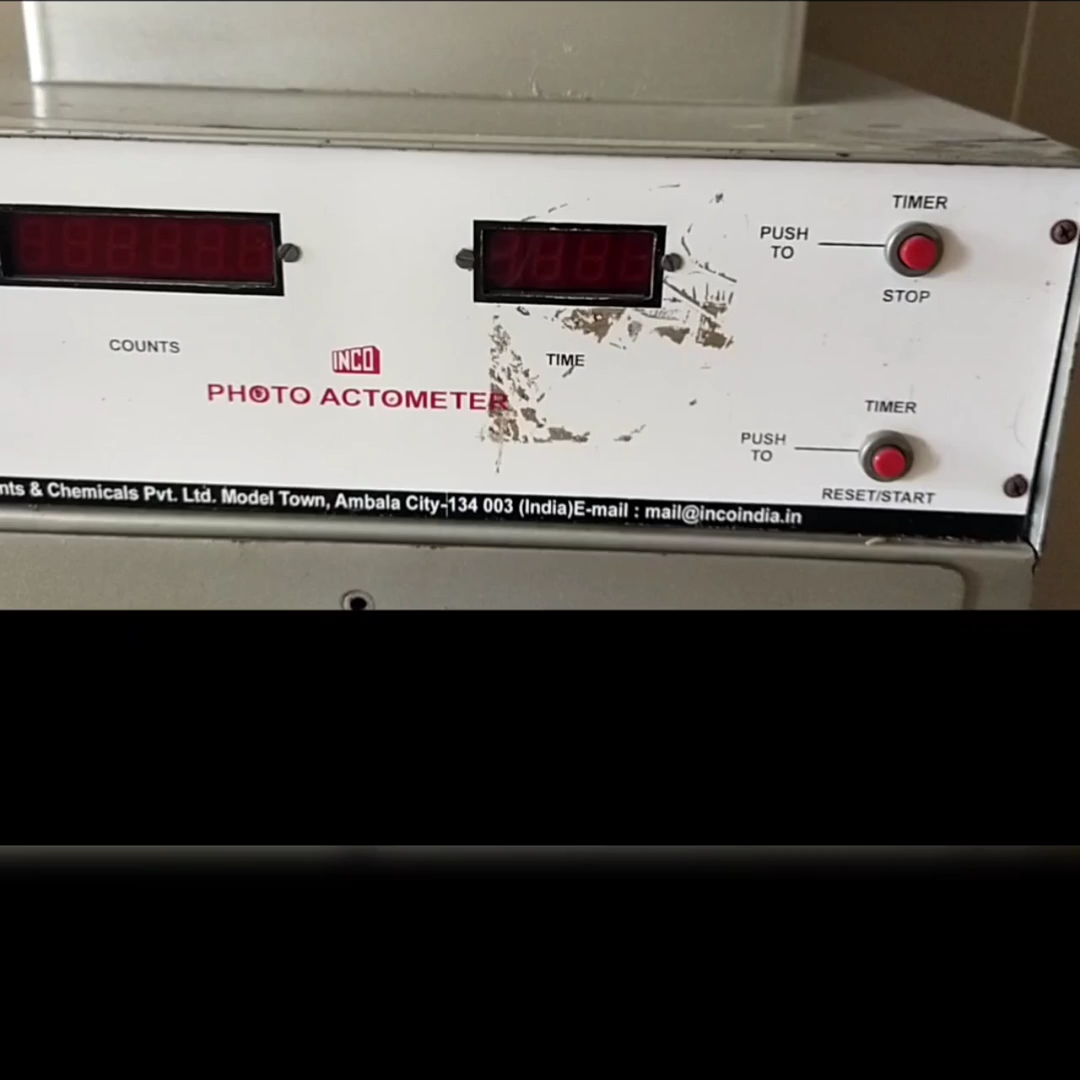 TIMER
PUSH
TO
STOP
COUNTS
TIME
INCO
PHOTO ACTOMETER
TIMER
PUSH
TO
RESET/START
nts & Chemicals Pvt. Ltd. Model Town, Ambala City-134 003 (India)E-mail : mail@incoindia.in